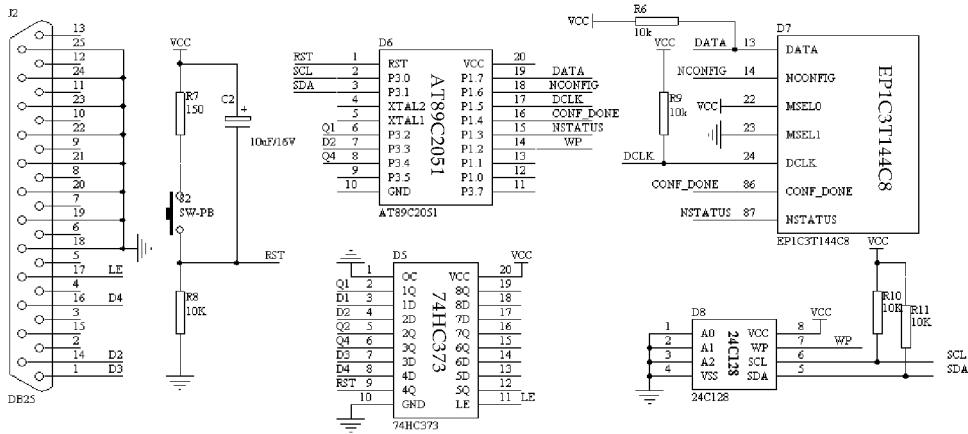 J2
13
25
12
24
11
23
10
22
9
21
8
20
7
19
6
18
5
17 LE
4
16 D4
3
15
2
14 D2
1 D3
DB25
VCC
R7
150
C2
+
10uF/16V
S2
SW-PB
RST
R8
10K
D6
RST 1 RST VCC 20
SCL 2 P3.0 P1.7 19 DATA
SDA 3 P3.1 P1.6 18 NCONFIG
4 XTAL2 P1.5 17 DCLK
5 XTAL1 P1.4 16 CONF_DONE
Q1 6 P3.2 P1.3 15 NSTATUS
D2 7 P3.3 P1.2 14 WP
Q4 8 P3.4 P1.1 13
9 P3.5 P1.0 12
10 GND P3.7 11
AT89C2051
AT89C2051
D5
VCC
1 OC VCC 20
Q1 2 1Q 8Q 19
D1 3 1D 8D 18
D2 4 2D 7D 17
Q2 5 2Q 7Q 16
Q4 6 3Q 6Q 15
D3 7 3D 6D 14
D4 8 4D 5D 13
RST 9 4Q 5Q 12
10 GND LE 11 LE
74HC373
74HC373
R6
VCC
10k
VCC
R9
10k
D7
DATA 13 DATA
NCONFIG 14 NCONFIG
VCC 22 MSEL0
23 MSEL1
DCLK 24 DCLK
CONF_DONE 86 CONF_DONE
NSTATUS 87 NSTATUS
EP1C3T144C8
EP1C3T144C8
VCC
R10
10K
R11
10K
D8
VCC
1 A0 VCC 8
2 A1 WP 7 WP
3 A2 SCL 6 SCL
4 VSS SDA 5 SDA
24C128
24C128